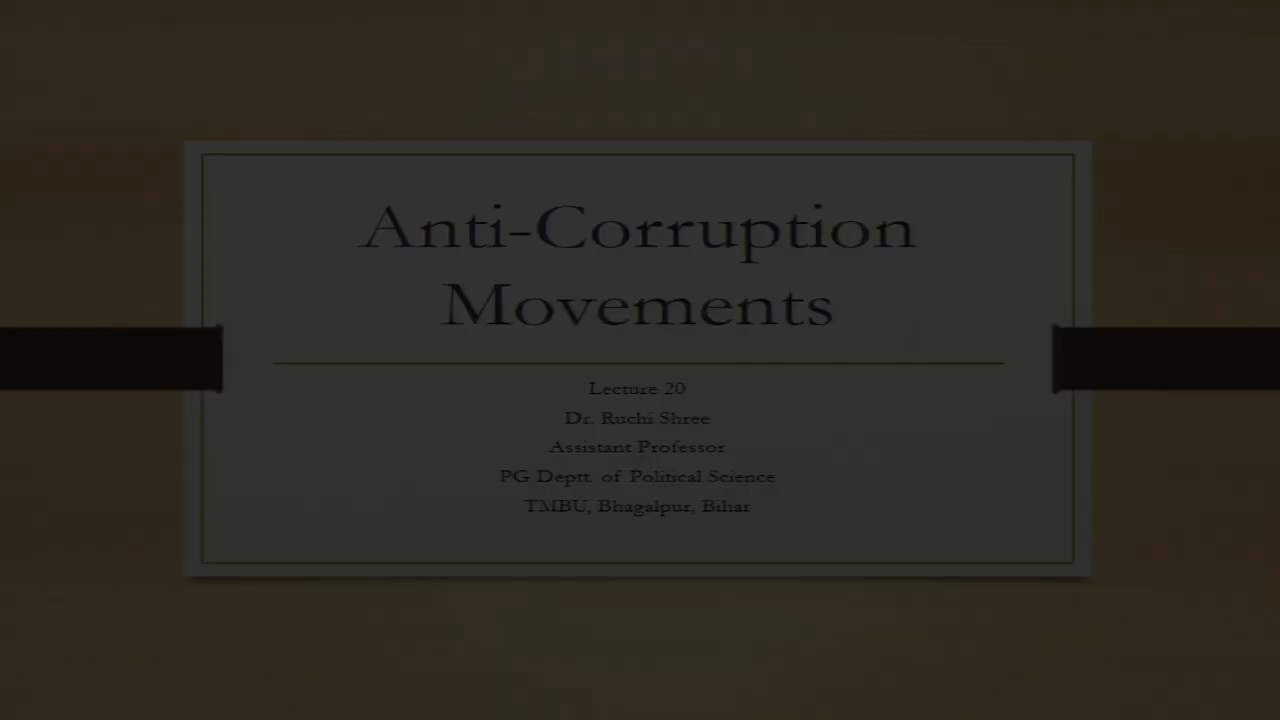 Anti-Corruption
Movements
Lecture 20
Dr. Ruchi Shree
Assistant Professor
PG Deptt. of Political Science
TMBU, Bhagalpur, Bihar